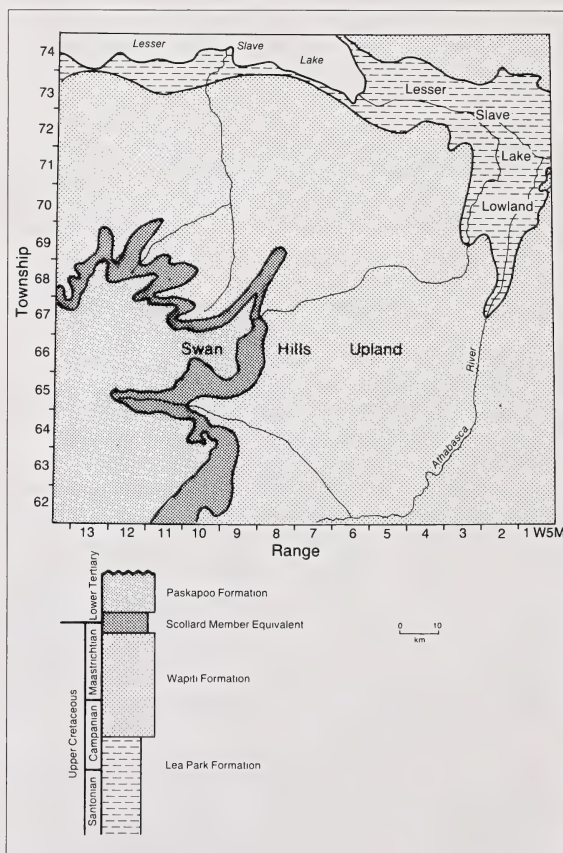 74
73
72
71
70
69
68
67
66
65
64
63
62
Township
Lesser Slave Lake
Lesser
Slave
Lake
Lowland
Swan Hills Upland
Athabasca River
13 12 11 10 9 8 7 6 5 4 3 2 1 W5M
Range
Lower Tertiary
Upper Cretaceous
Maastrichtian
Campanian
Santonian
Paskapoo Formation
Scollard Member Equivalent
Wapiti Formation
Lea Park Formation
0 10
km